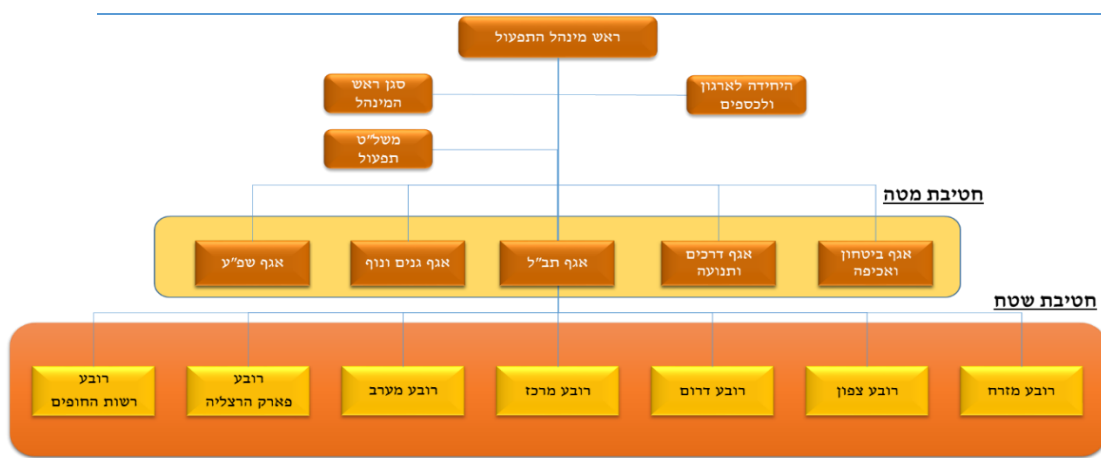 ראש מינהל התפעול
היחידה לארגון
ולכספים
סגן ראש
המינהל
משל"ט
תפעול
חטיבת מטה
אגף ביטחון
ואכיפה
אגף דרכים
ותנועה
אגף תב"ל
אגף גנים ונוף
אגף שפ"ע
חטיבת שטח
רובע מזרח
רובע צפון
רובע דרום
רובע מרכז
רובע מערב
רובע
פארק הרצליה
רובע
רשות החופים